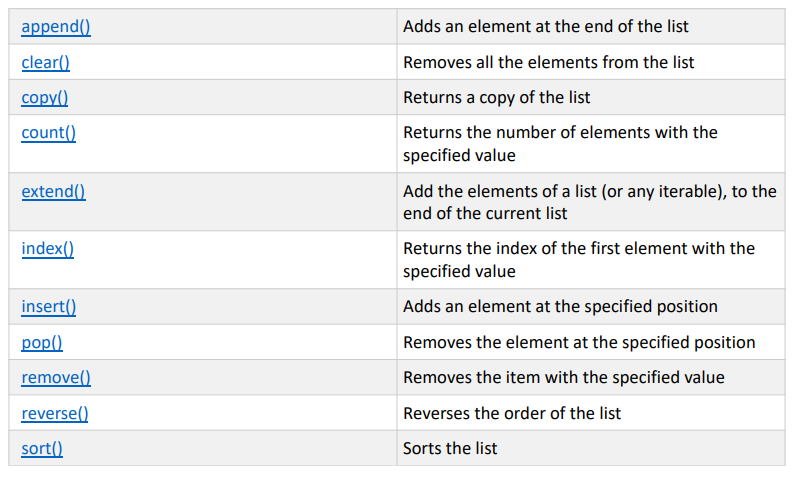 append() Adds an element at the end of the list
clear() Removes all the elements from the list
copy() Returns a copy of the list
count() Returns the number of elements with the
specified value
extend() Add the elements of a list (or any iterable), to the
end of the current list
index() Returns the index of the first element with the
specified value
insert() Adds an element at the specified position
pop() Removes the element at the specified position
remove() Removes the item with the specified value
reverse() Reverses the order of the list
sort() Sorts the list